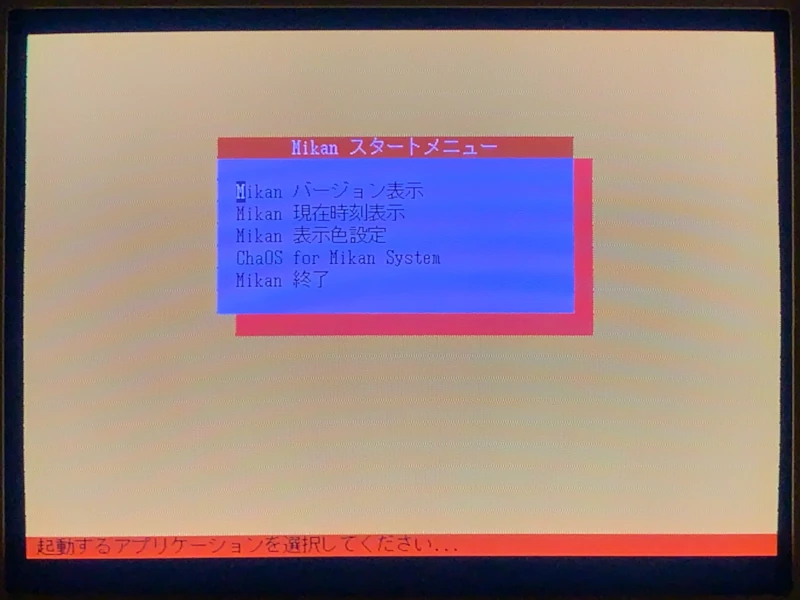 Mikan スタートメニュー
Mikan バージョン表示
Mikan 現在時刻表示
Mikan 表示色設定
ChaOS for Mikan System
Mikan 終了
起動するアプリケーションを選択してください...